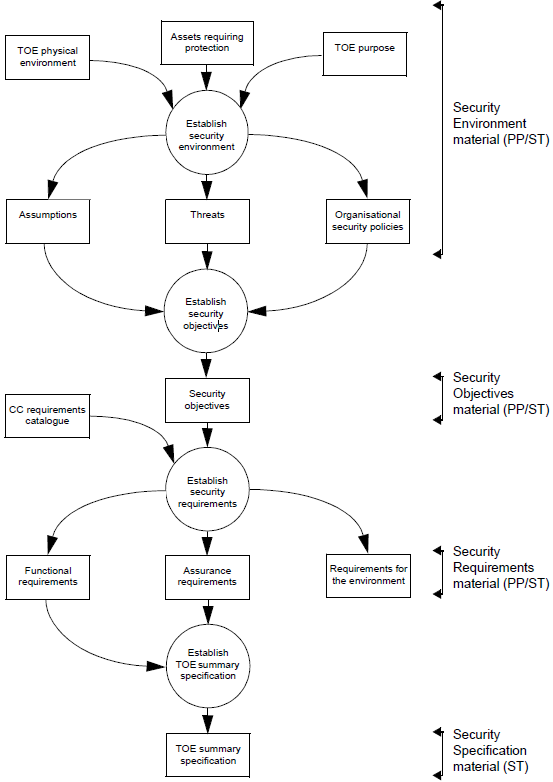 Assets requiring
protection
TOE physical
environment
TOE purpose
Establish
security
environment
Security
Environment
material (PP/ST)
Assumptions
Threats
Organisational
security policies
Establish
security
objectives
Security
objectives
Security
Objectives
material (PP/ST)
CC requirements
catalogue
Establish
security
requirements
Functional
requirements
Assurance
requirements
Requirements for
the environment
Security
Requirements
material (PP/ST)
Establish
TOE summary
specification
TOE summary
specification
Security
Specification
material (ST)